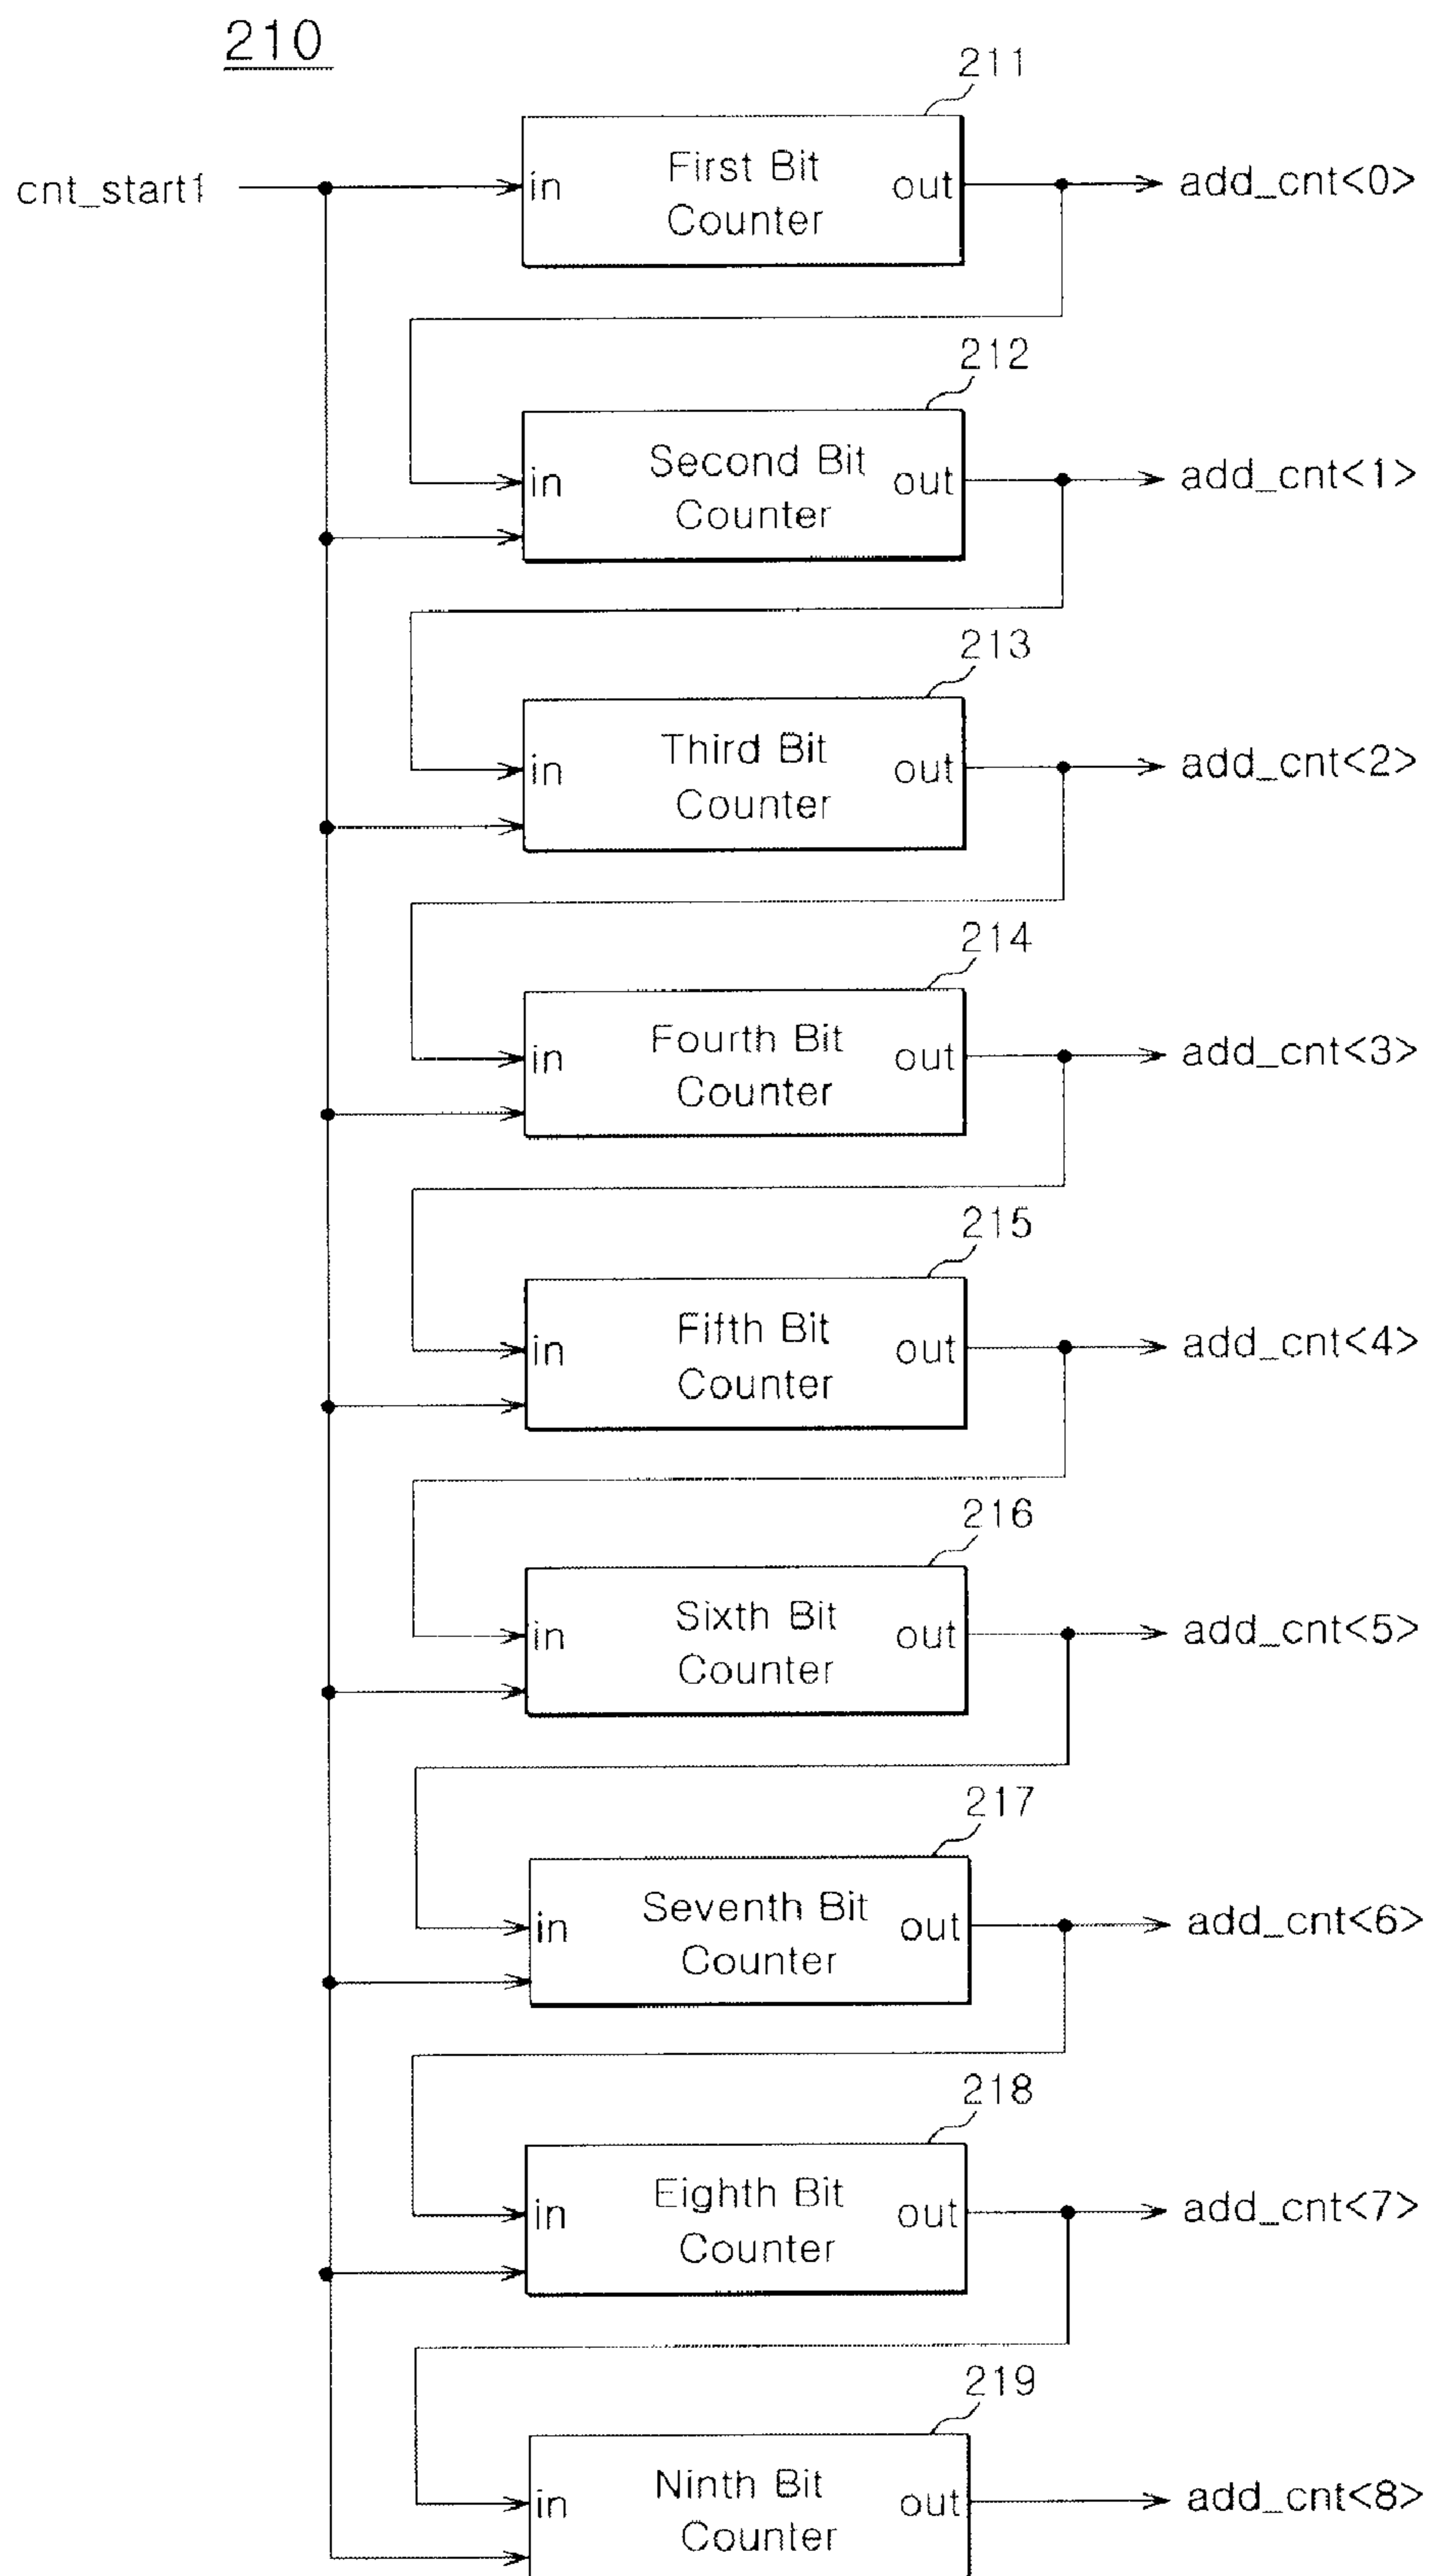 210
211
cnt_start1
in
First Bit
Counter
out
add_cnt<0>
212
in
Second Bit
Counter
out
add_cnt<1>
213
in
Third Bit
Counter
out
add_cnt<2>
214
in
Fourth Bit
Counter
out
add_cnt<3>
215
in
Fifth Bit
Counter
out
add_cnt<4>
216
in
Sixth Bit
Counter
out
add_cnt<5>
217
in
Seventh Bit
Counter
out
add_cnt<6>
218
in
Eighth Bit
Counter
out
add_cnt<7>
219
in
Ninth Bit
Counter
out
add_cnt<8>